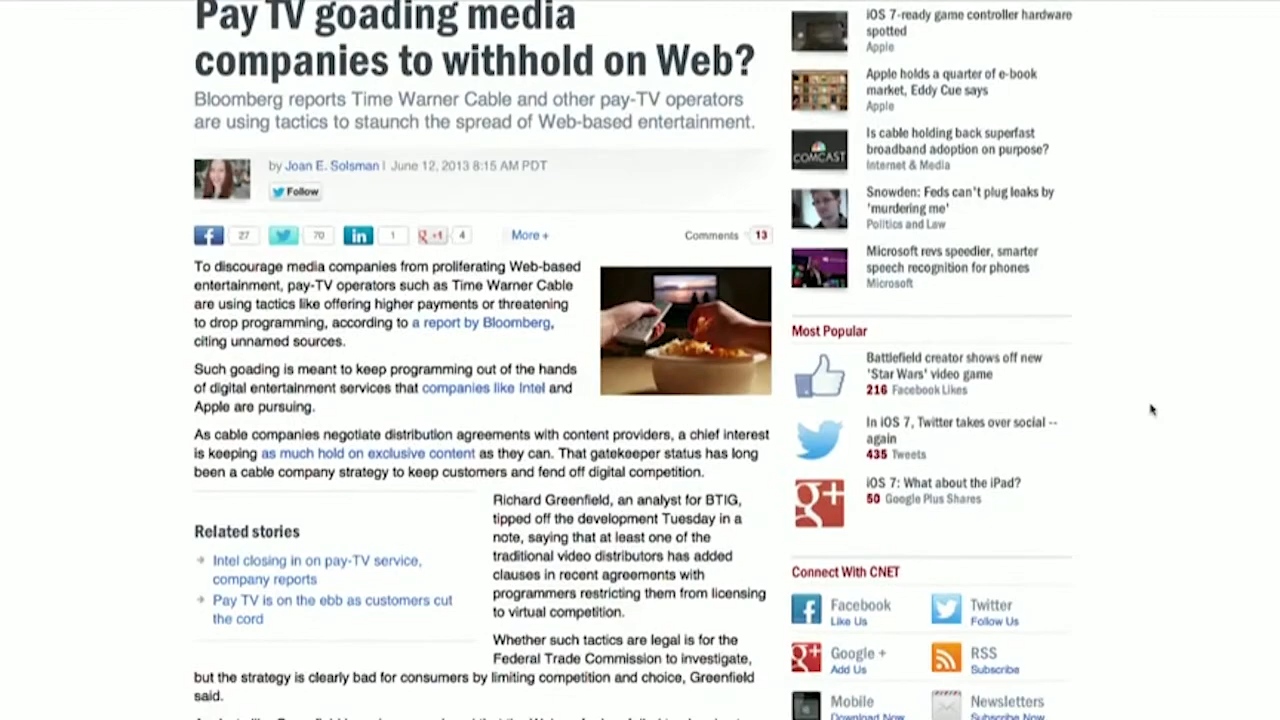 Pay TV goading media
companies to withhold on Web?
Bloomberg reports Time Warner Cable and other pay-TV operators
are using tactics to staunch the spread of Web-based entertainment.
by Joan E. Solsman | June 12, 2013 8:15 AM PDT
Follow
27
70
in
1
g +1
4
More +
Comments
13
To discourage media companies from proliferating Web-based
entertainment, pay-TV operators such as Time Warner Cable
are using tactics like offering higher payments or threatening
to drop programming, according to a report by Bloomberg,
citing unnamed sources.
Such goading is meant to keep programming out of the hands
of digital entertainment services that companies like Intel and
Apple are pursuing.
As cable companies negotiate distribution agreements with content providers, a chief interest
is keeping as much hold on exclusive content as they can. That gatekeeper status has long
been a cable company strategy to keep customers and fend off digital competition.
Related stories
Intel closing in on pay-TV service,
company reports
Pay TV is on the ebb as customers cut
the cord
Richard Greenfield, an analyst for BTIG,
tipped off the development Tuesday in a
note, saying that at least one of the
traditional video distributors has added
clauses in recent agreements with
programmers restricting them from licensing
to virtual competition.
Whether such tactics are legal is for the
Federal Trade Commission to investigate,
but the strategy is clearly bad for consumers by limiting competition and choice, Greenfield
said.
iOS 7-ready game controller hardware
spotted
Apple
Apple holds a quarter of e-book
market, Eddy Cue says
Apple
COMCAST
Is cable holding back superfast
broadband adoption on purpose?
Internet & Media
Snowden: Feds can't plug leaks by
'murdering me'
Politics and Law
Microsoft revs speedier, smarter
speech recognition for phones
Microsoft
Most Popular
Battlefield creator shows off new
'Star Wars' video game
216 Facebook Likes
In iOS 7, Twitter takes over social --
again
435 Tweets
g+
iOS 7: What about the iPad?
50 Google Plus Shares
Connect With CNET
Facebook
Like Us
Twitter
Follow Us
g+
Google +
Add Us
RSS
Subscribe
Mobile
Download Now
Newsletters
Subscribe Now